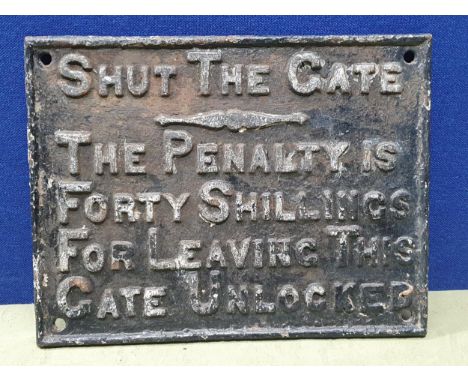 SHUT THE GATE
THE PENALTY IS
FORTY SHILLINGS
FOR LEAVING THIS
GATE UNLOCKED